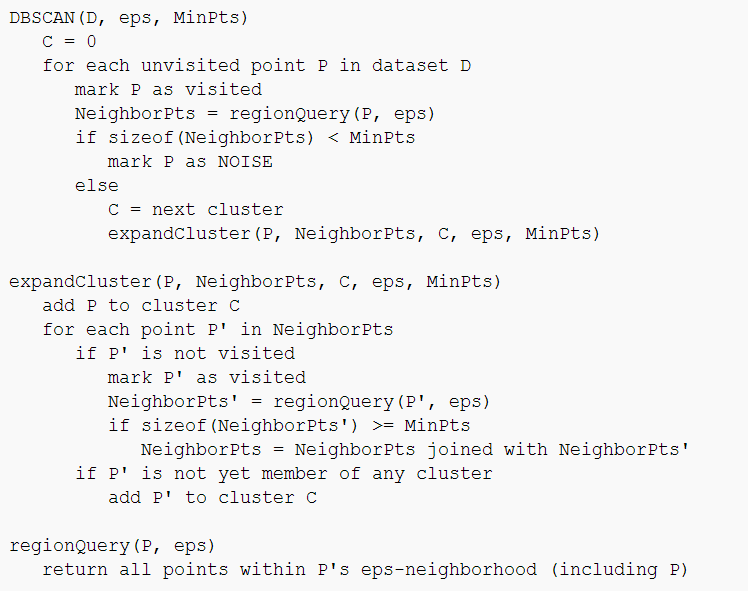 DBSCAN(D, eps, MinPts)
   C = 0
   for each unvisited point P in dataset D
      mark P as visited
      NeighborPts = regionQuery(P, eps)
      if sizeof(NeighborPts) < MinPts
         mark P as NOISE
      else
         C = next cluster
         expandCluster(P, NeighborPts, C, eps, MinPts)

expandCluster(P, NeighborPts, C, eps, MinPts)
   add P to cluster C
   for each point P' in NeighborPts
      if P' is not visited
         mark P' as visited
         NeighborPts' = regionQuery(P', eps)
         if sizeof(NeighborPts') >= MinPts
            NeighborPts = NeighborPts joined with NeighborPts'
      if P' is not yet member of any cluster
         add P' to cluster C

regionQuery(P, eps)
   return all points within P's eps-neighborhood (including P)